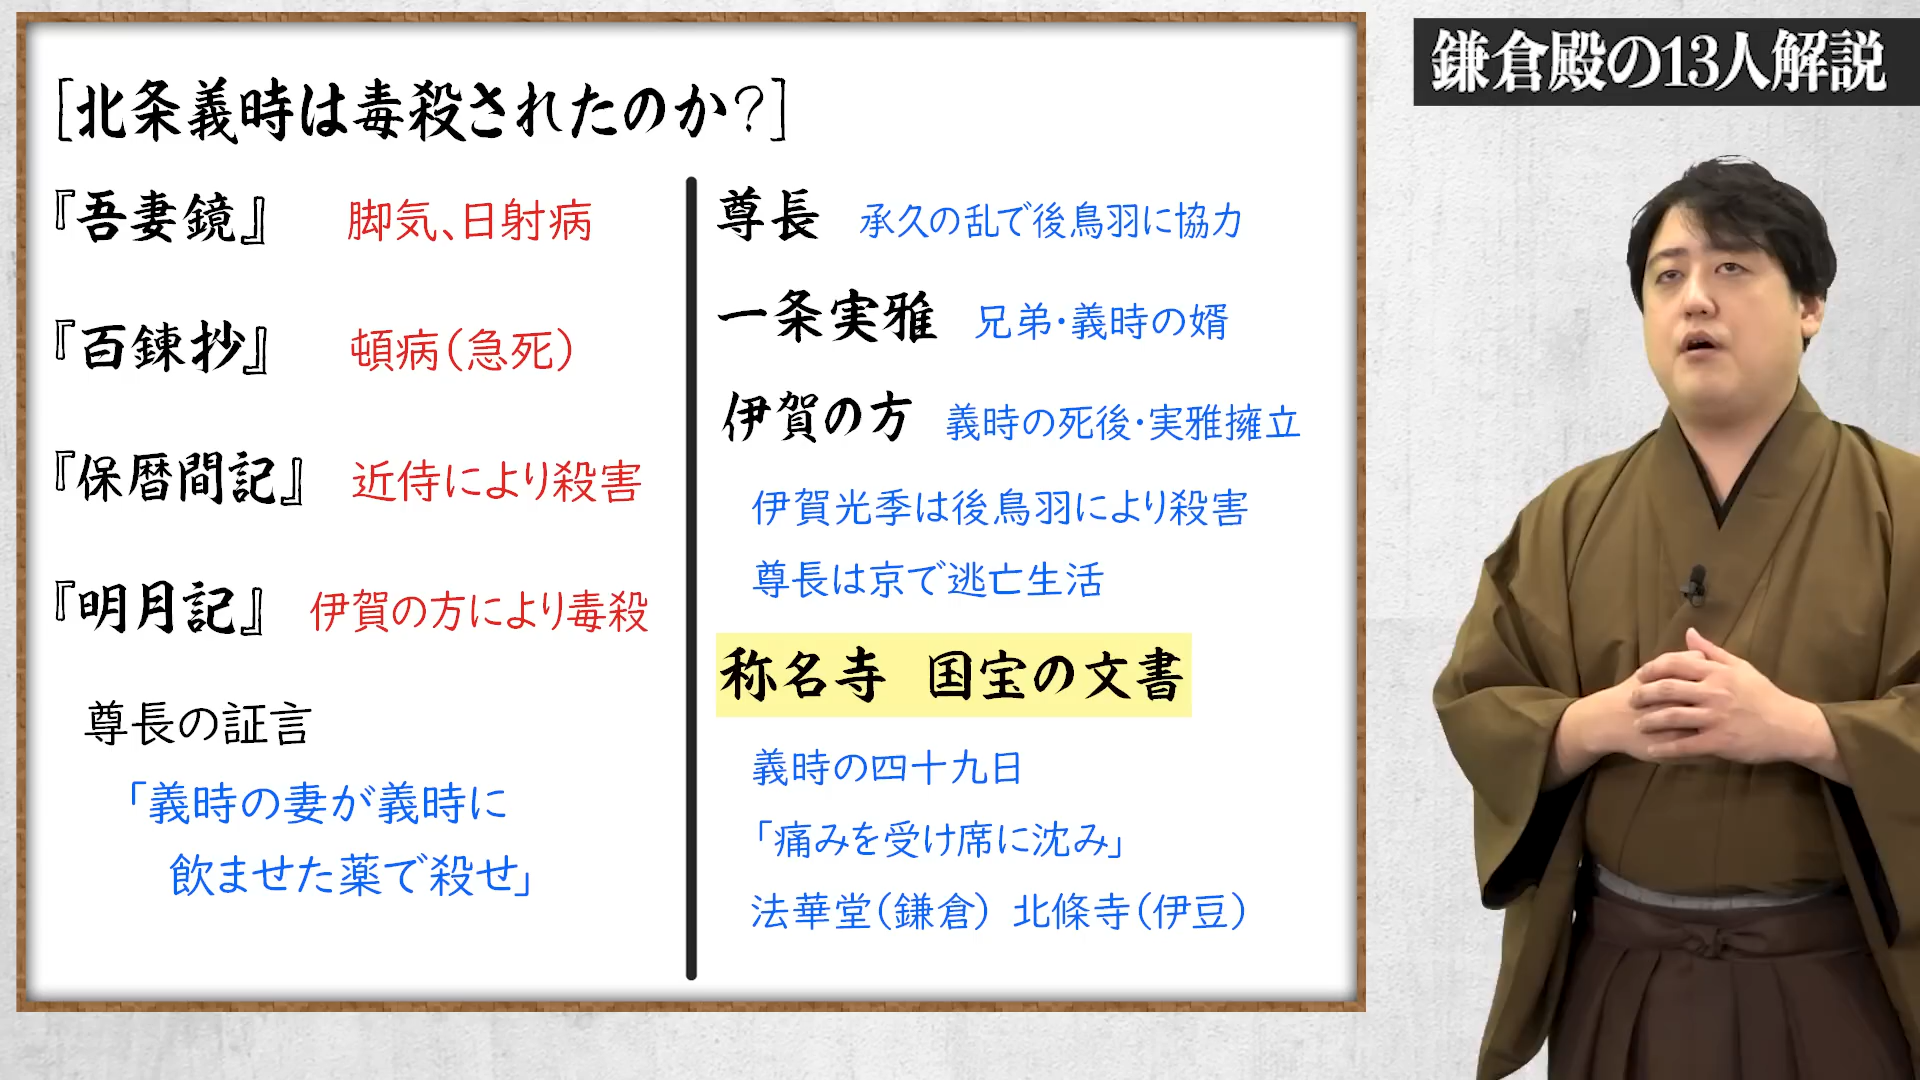 鎌倉殿の13人解説
[北条義時は毒殺されたのか?]
『吾妻鏡』 脚気、日射病
『百錬抄』 頓病(急死)
『保暦間記』 近侍により殺害
『明月記』 伊賀の方により毒殺
尊長の証言
「義時の妻が義時に
飲ませた薬で殺せ」
尊長 承久の乱で後鳥羽に協力
一条実雅 兄弟・義時の婿
伊賀の方 義時の死後・実雅擁立
伊賀光季は後鳥羽により殺害
尊長は京で逃亡生活
称名寺 国宝の文書
義時の四十九日
「痛みを受け席に沈み」
法華堂(鎌倉) 北條寺(伊豆)